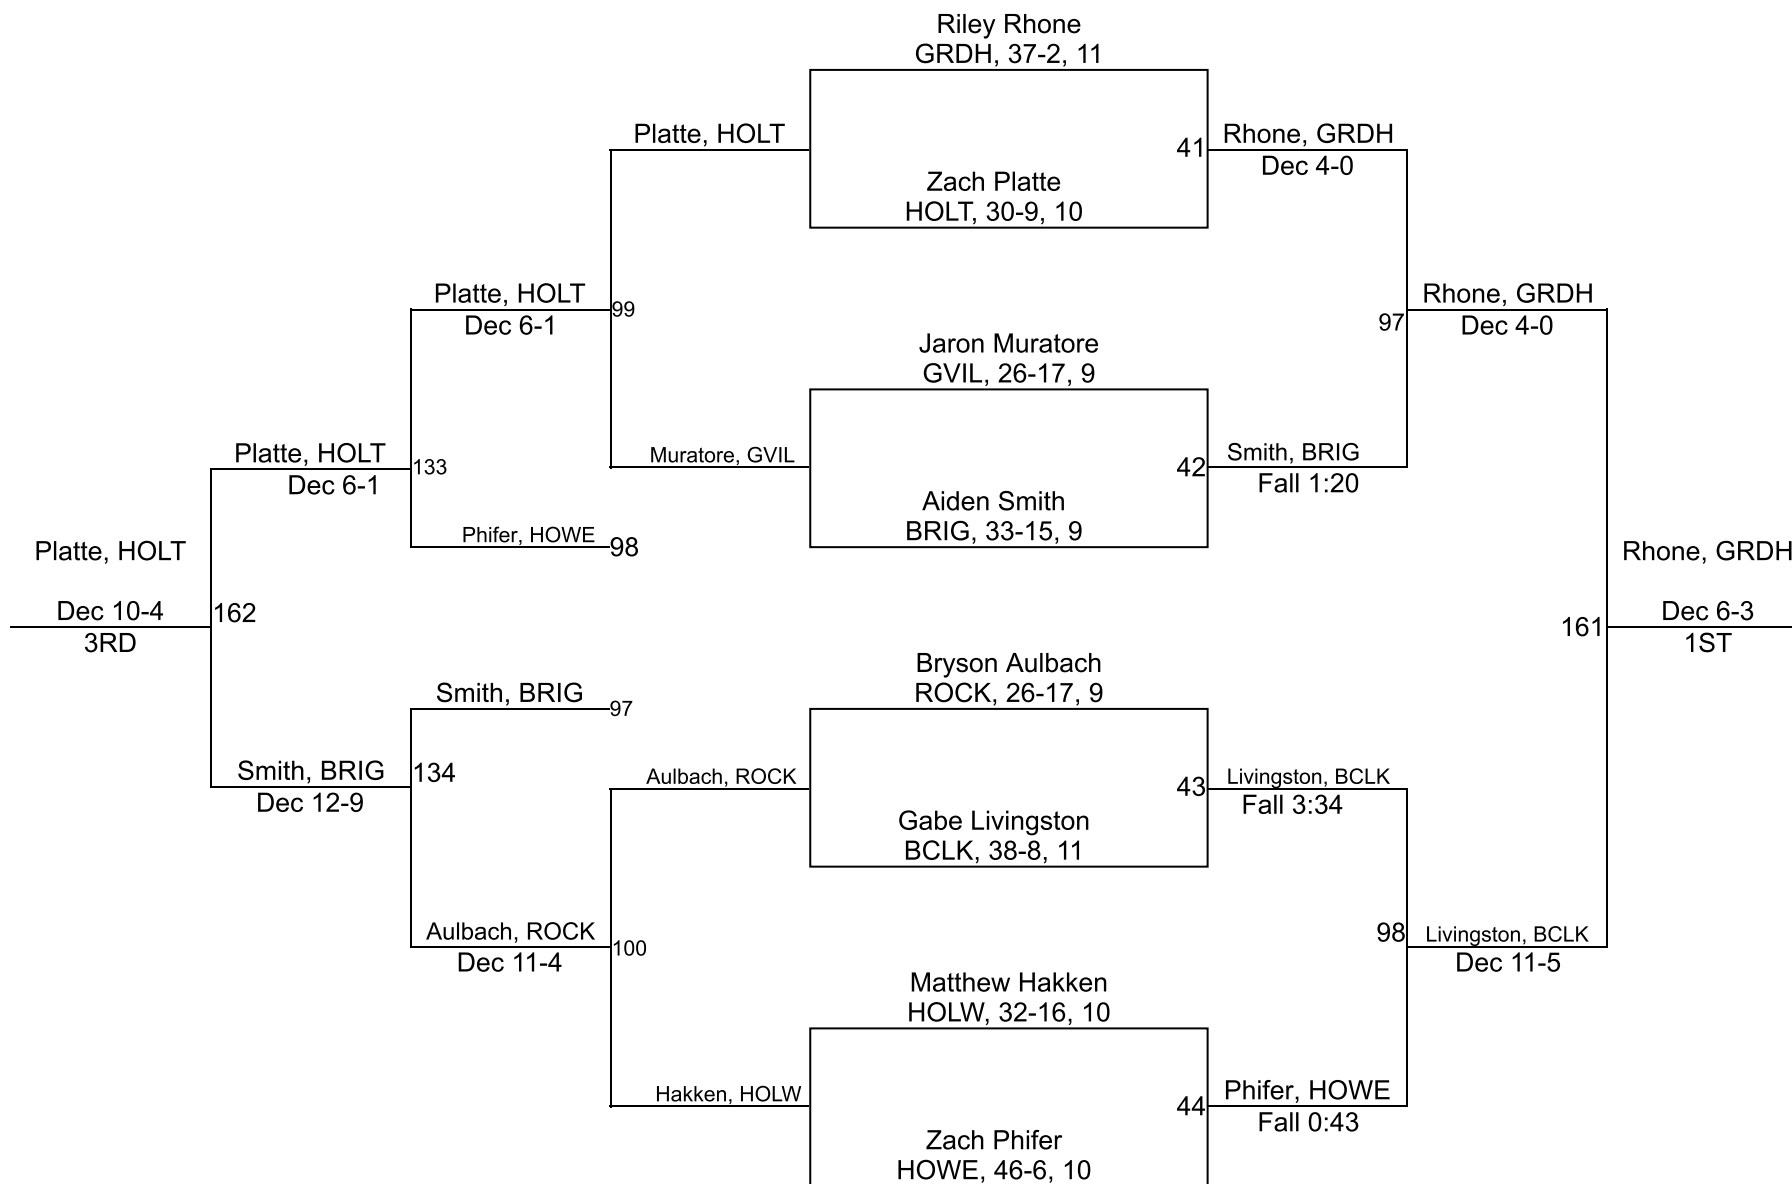 Riley Rhone
GRDH, 37-2, 11
Platte, HOLT
41
Rhone, GRDH
Dec 4-0
Zach Platte
HOLT, 30-9, 10
Platte, HOLT
Dec 6-1
99
Rhone, GRDH
Dec 4-0
97
Jaron Muratore
GVIL, 26-17, 9
Platte, HOLT
Dec 6-1
133
Muratore, GVIL
42
Smith, BRIG
Fall 1:20
Aiden Smith
BRIG, 33-15, 9
Phifer, HOWE
98
Platte, HOLT
Dec 10-4
3RD
162
Rhone, GRDH
Dec 6-3
1ST
161
Bryson Aulbach
ROCK, 26-17, 9
Smith, BRIG
97
Smith, BRIG
Dec 12-9
134
Aulbach, ROCK
43
Livingston, BCLK
Fall 3:34
Gabe Livingston
BCLK, 38-8, 11
Aulbach, ROCK
Dec 11-4
100
98
Livingston, BCLK
Dec 11-5
Matthew Hakken
HOLW, 32-16, 10
Hakken, HOLW
44
Phifer, HOWE
Fall 0:43
Zach Phifer
HOWE, 46-6, 10